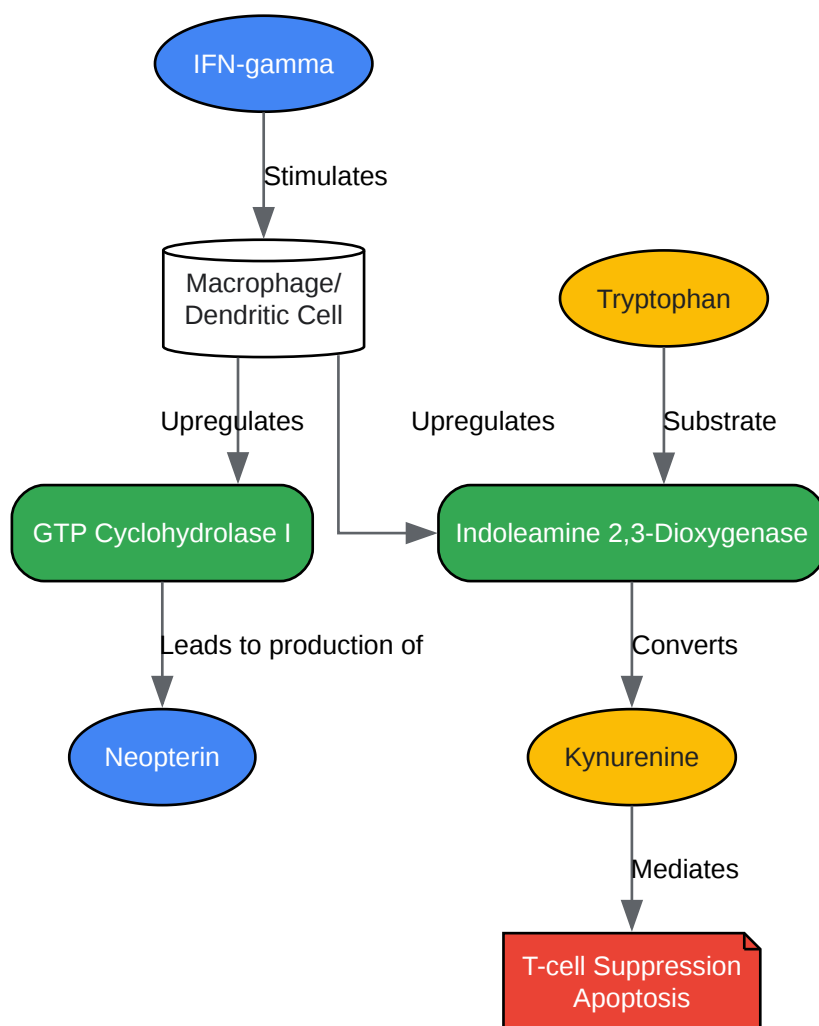 IFN-gamma
Stimulates
Macrophage/
Dendritic Cell
Tryptophan
Upregulates
Upregulates
Substrate
GTP Cyclohydrolase I
Indoleamine 2,3-Dioxygenase
Leads to production of
Converts
Neopterin
Kynurenine
Mediates
T-cell Suppression
Apoptosis